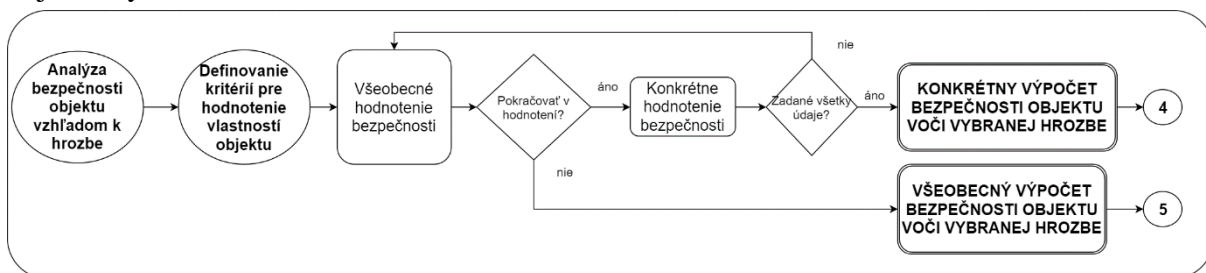 Analýza
bezpečnosti
objektu
vzhľadom k
hrozbe
Definovanie
kritérií pre
hodnotenie
vlastností
objektu
Všeobecné
hodnotenie
bezpečnosti
Pokračovať v
hodnotení?
áno
nie
Konkrétne
hodnotenie
bezpečnosti
Zadané všetky
údaje?
nie
áno
KONKRÉTNY VÝPOČET
BEZPEČNOSTI OBJEKTU
VOČI VYBRANEJ HROZBE
4
VŠEOBECNÝ VÝPOČET
BEZPEČNOSTI OBJEKTU
VOČI VYBRANEJ HROZBE
5